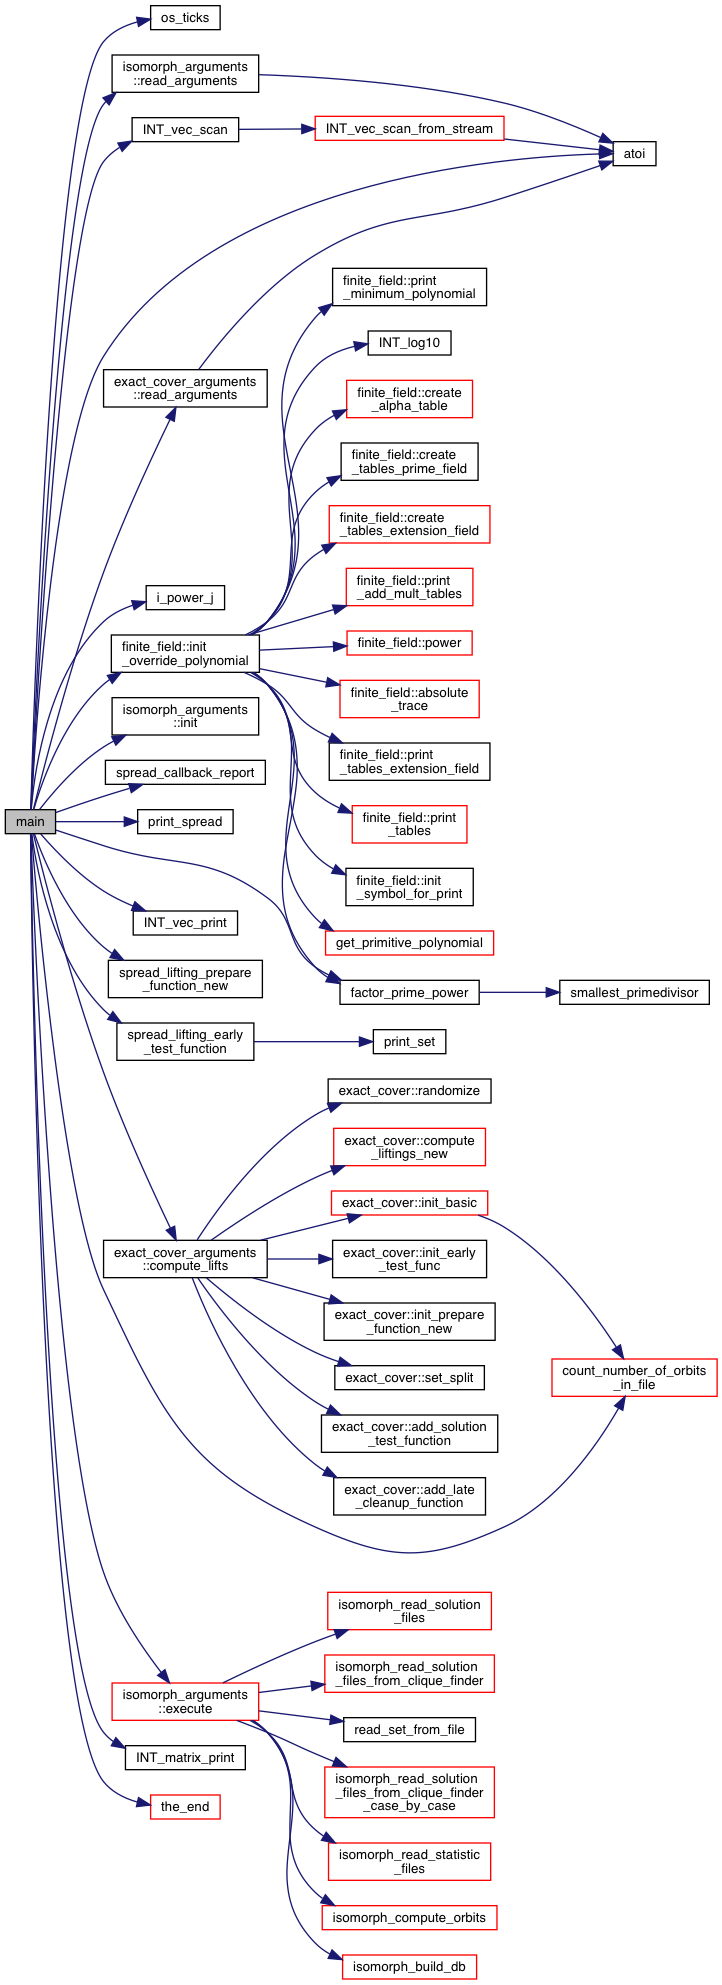 os_ticks
isomorph_arguments
::read_arguments
INT_vec_scan
INT_vec_scan_from_stream
atoi
finite_field::print
_minimum_polynomial
INT_log10
exact_cover_arguments
::read_arguments
finite_field::create
_alpha_table
finite_field::create
_tables_prime_field
finite_field::create
_tables_extension_field
i_power_j
finite_field::print
_add_mult_tables
finite_field::init
_override_polynomial
finite_field::power
finite_field::absolute
_trace
isomorph_arguments
::init
finite_field::print
_tables_extension_field
spread_callback_report
main
print_spread
finite_field::print
_tables
finite_field::init
_symbol_for_print
INT_vec_print
get_primitive_polynomial
spread_lifting_prepare
_function_new
factor_prime_power
smallest_primedivisor
spread_lifting_early
_test_function
print_set
exact_cover::randomize
exact_cover::compute
_liftings_new
exact_cover::init_basic
exact_cover_arguments
::compute_lifts
exact_cover::init_early
_test_func
exact_cover::init_prepare
_function_new
exact_cover::set_split
count_number_of_orbits
_in_file
exact_cover::add_solution
_test_function
exact_cover::add_late
_cleanup_function
isomorph_read_solution
_files
isomorph_read_solution
_files_from_clique_finder
isomorph_arguments
::execute
read_set_from_file
INT_matrix_print
isomorph_read_solution
_files_from_clique_finder
_case_by_case
the_end
isomorph_read_statistic
_files
isomorph_compute_orbits
isomorph_build_db